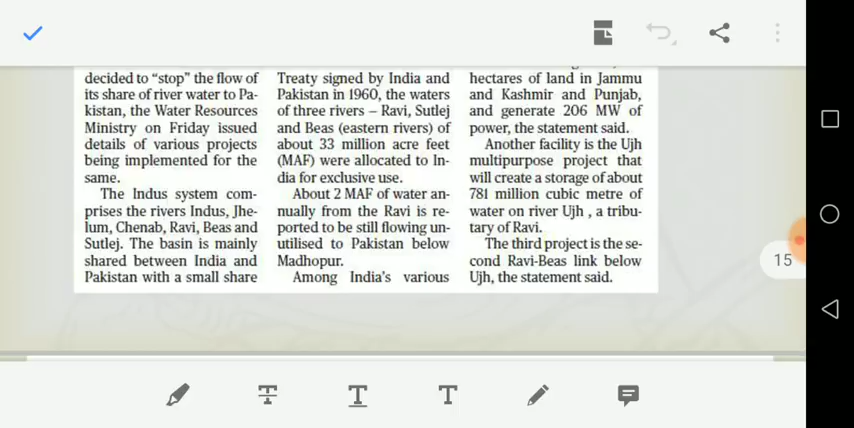 decided to “stop” the flow of
its share of river water to Pa-
kistan, the Water Resources
Ministry on Friday issued
details of various projects
being implemented for the
same.
The Indus system com-
prises the rivers Indus, Jhe-
lum, Chenab, Ravi, Beas and
Sutlej. The basin is mainly
shared between India and
Pakistan with a small share
Treaty signed by India and
Pakistan in 1960, the waters
of three rivers – Ravi, Sutlej
and Beas (eastern rivers) of
about 33 million acre feet
(MAF) were allocated to In-
dia for exclusive use.
About 2 MAF of water an-
nually from the Ravi is re-
ported to be still flowing un-
utilised to Pakistan below
Madhopur.
Among India’s various
hectares of land in Jammu
and Kashmir and Punjab,
and generate 206 MW of
power, the statement said.
Another facility is the Ujh
multipurpose project that
will create a storage of about
781 million cubic metre of
water on river Ujh , a tribu-
tary of Ravi.
The third project is the se-
cond Ravi-Beas link below
Ujh, the statement said.
15